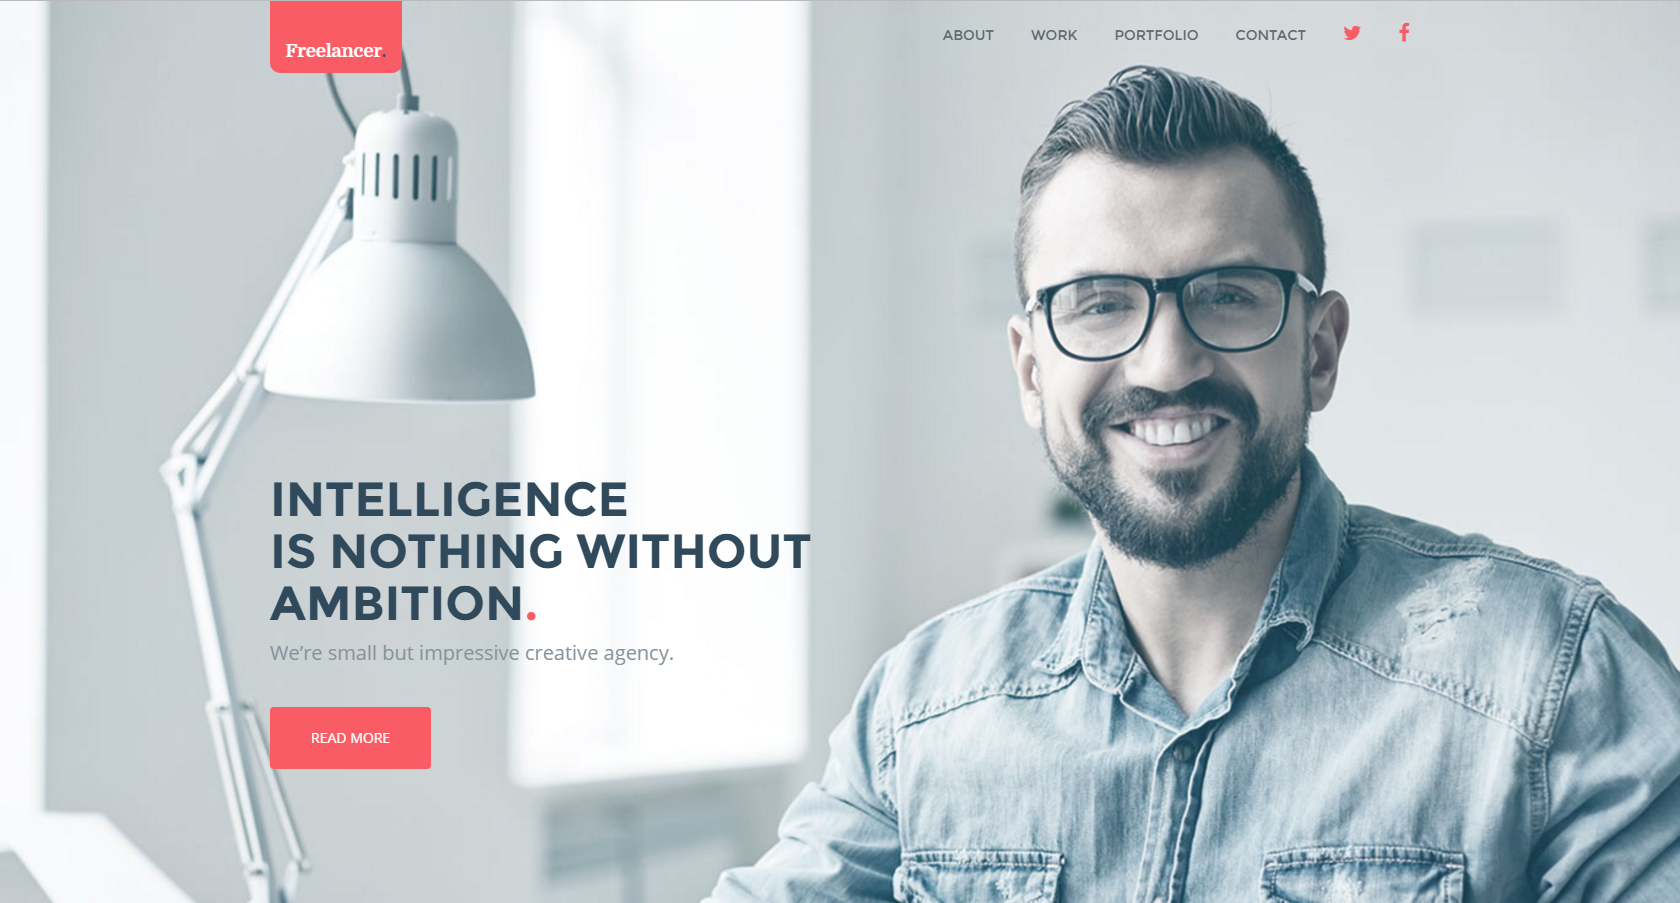 Freelancer.
ABOUT WORK PORTFOLIO CONTACT
INTELLIGENCE
IS NOTHING WITHOUT
AMBITION.
We’re small but impressive creative agency.
READ MORE